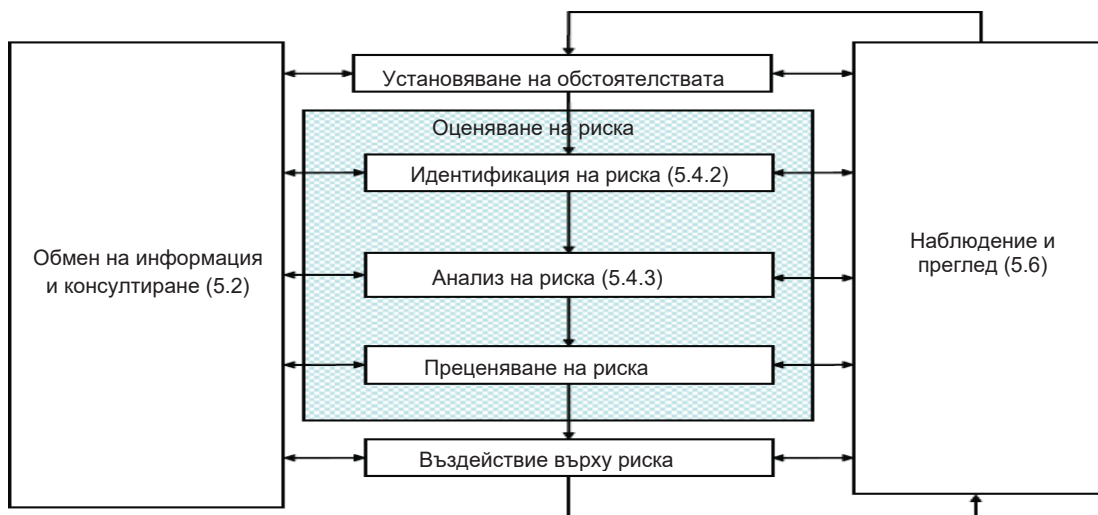 Установяване на обстоятелствата
Оценяване на риска
Идентификация на риска (5.4.2)
Обмен на информация
и консултиране (5.2)
Анализ на риска (5.4.3)
Наблюдение и
преглед (5.6)
Преценяване на риска
Въздействие върху риска